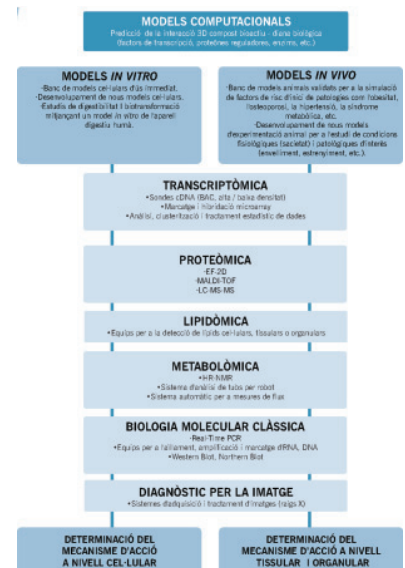 MODELS COMPUTACIONALS
Predicció de la interacció 3D compost bioactiu - diana biològica
(factors de transcripció, proteïnes reguladores, enzims, etc.)
MODELS IN VITRO
•Banc de models cel·lulars d'ús immediat.
•Desenvolupament de nous models cel·lulars.
•Estudis de digestibilitat i biotransformació
mitjançant un model in vitro de l'aparell
digestiu humà.
MODELS IN VIVO
•Banc de models animals validats per a la simulació
de factors de risc d'inici de patologies com l'obesitat,
l'osteoporosi, la hipertensió, la síndrome
metabòlica, etc.
•Desenvolupament de nous models
d'experimentació animal per a l'estudi de condicions
fisiològiques (sacietat) i patològiques d'interès
(envelliment, estrenyiment, etc.).
TRANSCRIPTÒMICA
•Sondes cDNA (BAC, alta / baixa densitat)
•Marcatge i hibridació microarray
•Anàlisi, clusterització i tractament estadístic de dades
PROTEÒMICA
•EF-2D
•MALDI-TOF
•LC-MS-MS
LIPIDÒMICA
•Equips per a la detecció de lípids cel·lulars, tissulars o organulars
METABOLÒMICA
•HR-NMR
•Sistema d'anàlisi de tubs per robot
•Sistema automàtic per a mesures de flux
BIOLOGIA MOLECULAR CLÀSSICA
•Real-Time PCR
•Equips per a l'aïllament, amplificació i marcatge d'RNA, DNA
•Western Blot, Northern Blot
DIAGNÒSTIC PER LA IMATGE
•Sistemes d'adquisició i tractament d'imatges (raigs X)
DETERMINACIÓ DEL
MECANISME D'ACCIÓ
A NIVELL CEL·LULAR
DETERMINACIÓ DEL
MECANISME D'ACCIÓ A NIVELL
TISSULAR I ORGANULAR